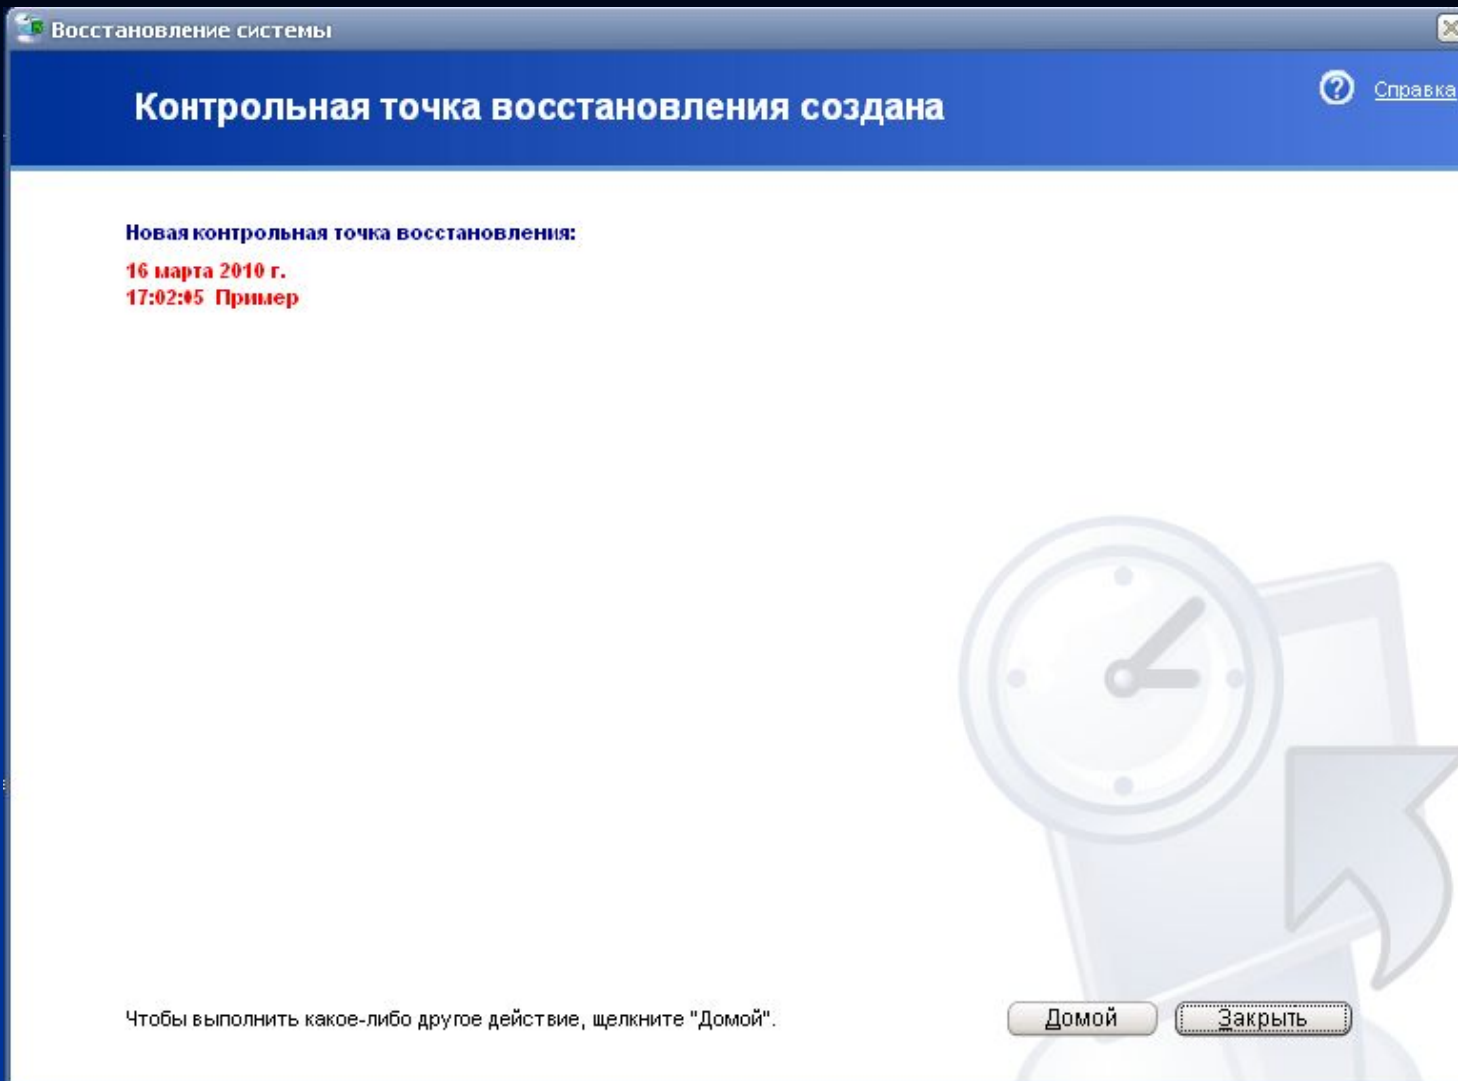 Восстановление системы
Контрольная точка восстановления создана
Справка
Новая контрольная точка восстановления:
16 марта 2010 г.
17:02:05 Пример
Чтобы выполнить какое-либо другое действие, щелкните "Домой".
Домой
Закрыть